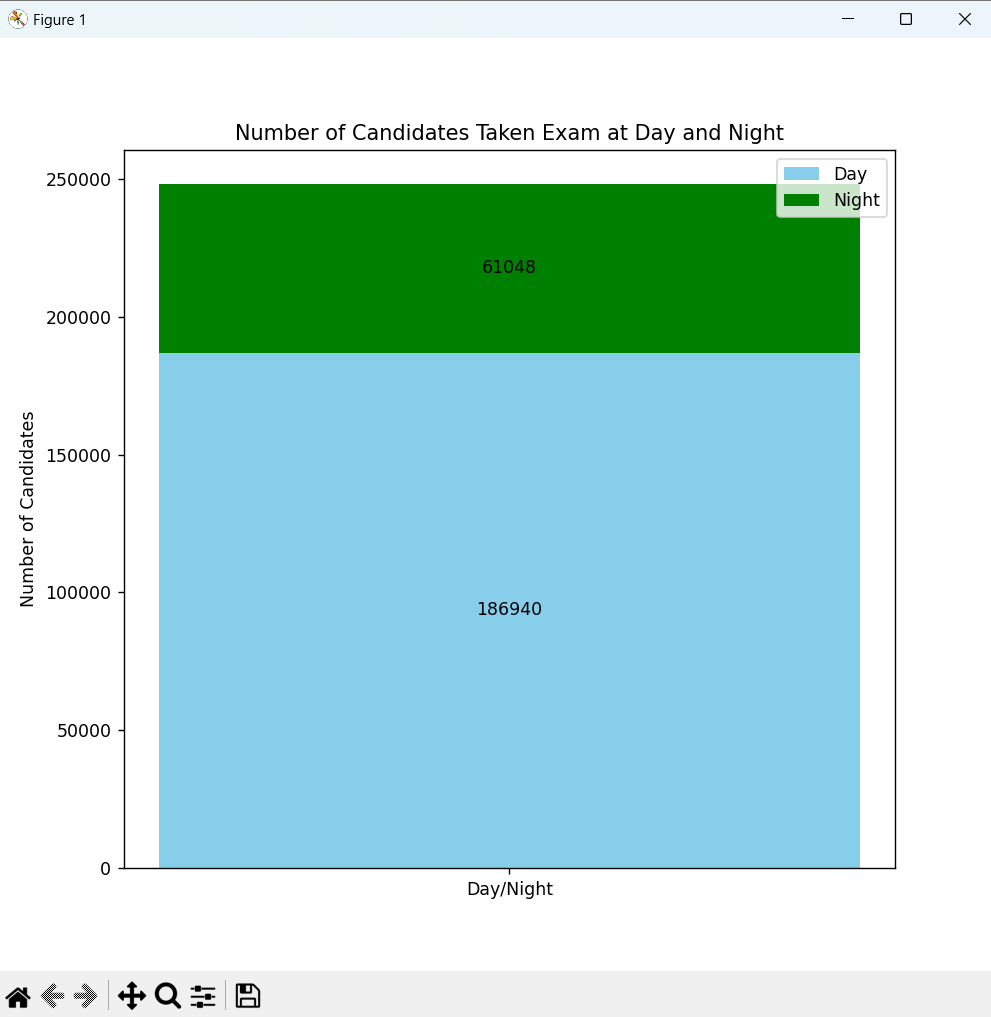 Figure 1
Number of Candidates Taken Exam at Day and Night
Day
Night
250000
200000
150000
100000
50000
0
Number of Candidates
61048
186940
Day/Night